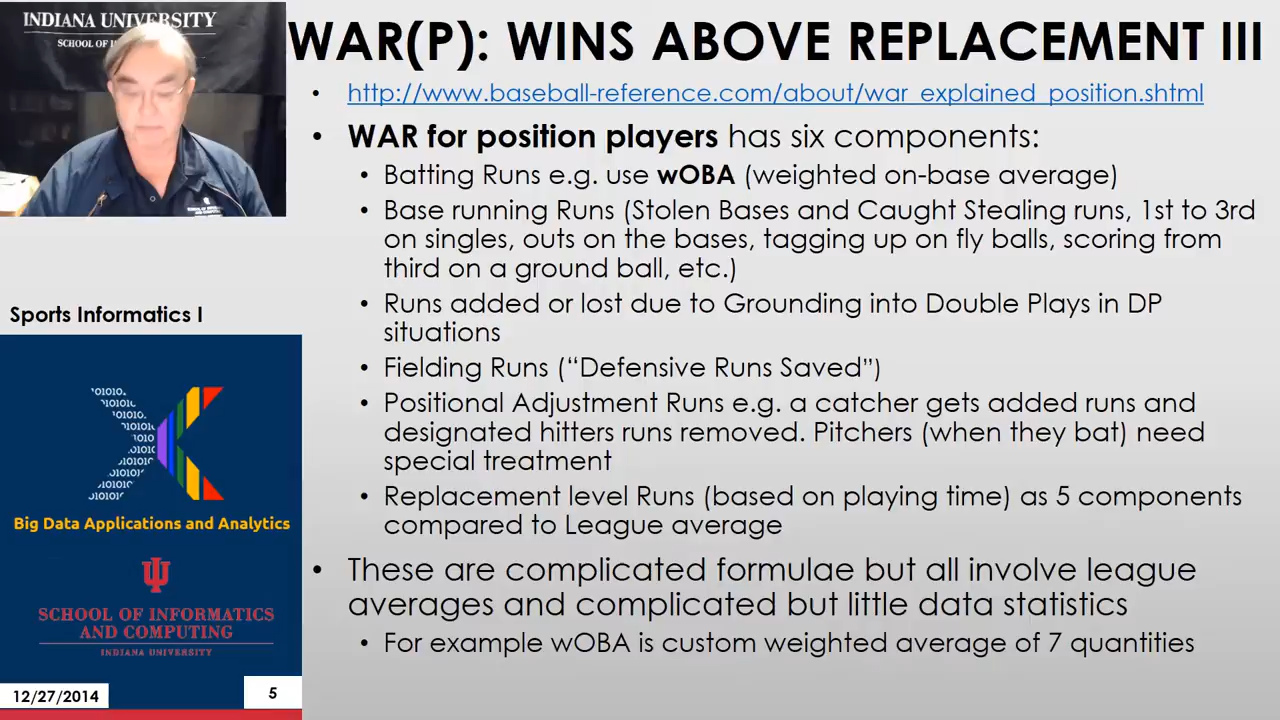 INDIANA UNIVERSITY
SCHOOL OF
WAR(P): WINS ABOVE REPLACEMENT III
• http://www.baseball-reference.com/about/war_explained_position.shtml
• WAR for position players has six components:
• Batting Runs e.g. use wOBA (weighted on-base average)
• Base running Runs (Stolen Bases and Caught Stealing runs, 1st to 3rd
on singles, outs on the bases, tagging up on fly balls, scoring from
third on a ground ball, etc.)
• Runs added or lost due to Grounding into Double Plays in DP
situations
• Fielding Runs (“Defensive Runs Saved”)
• Positional Adjustment Runs e.g. a catcher gets added runs and
designated hitters runs removed. Pitchers (when they bat) need
special treatment
• Replacement level Runs (based on playing time) as 5 components
compared to League average
• These are complicated formulae but all involve league
averages and complicated but little data statistics
• For example wOBA is custom weighted average of 7 quantities
Sports Informatics I
Big Data Applications and Analytics
SCHOOL OF INFORMATICS
AND COMPUTING
INDIANA UNIVERSITY
12/27/2014
5